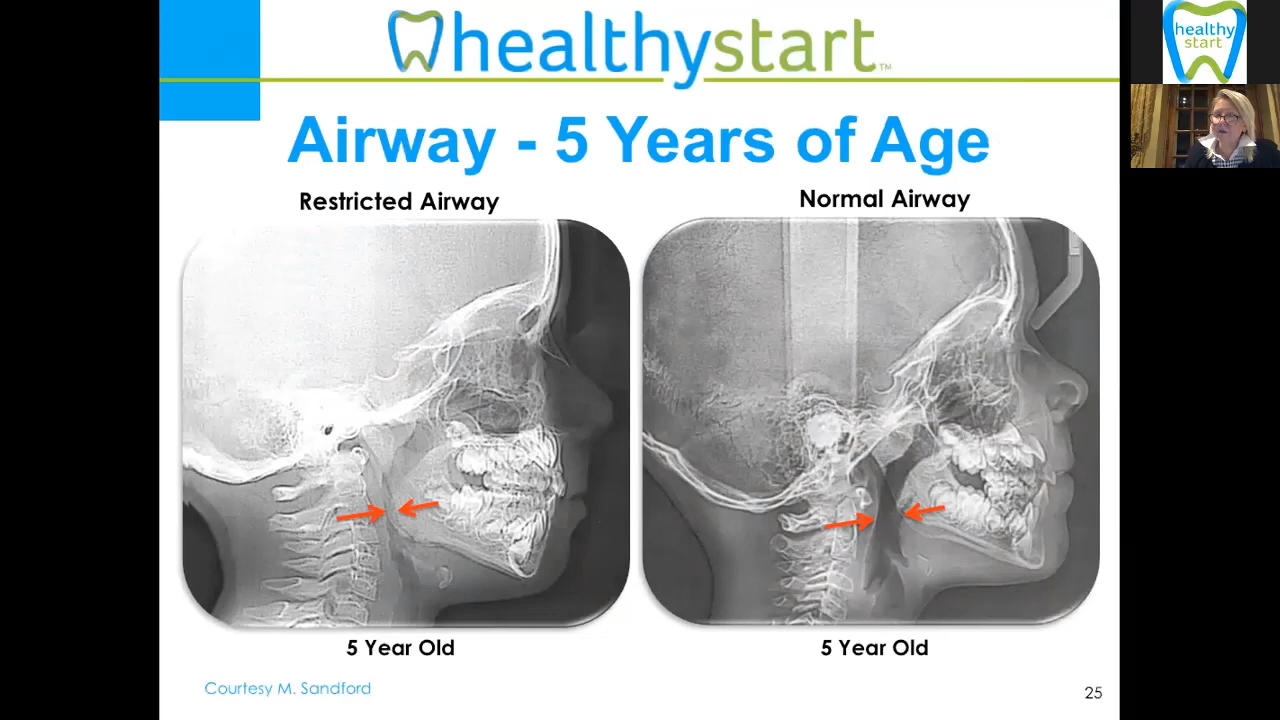 healthystart™
healthy
start
Airway - 5 Years of Age
Restricted Airway
Normal Airway
5 Year Old
5 Year Old
Courtesy M. Sandford
25